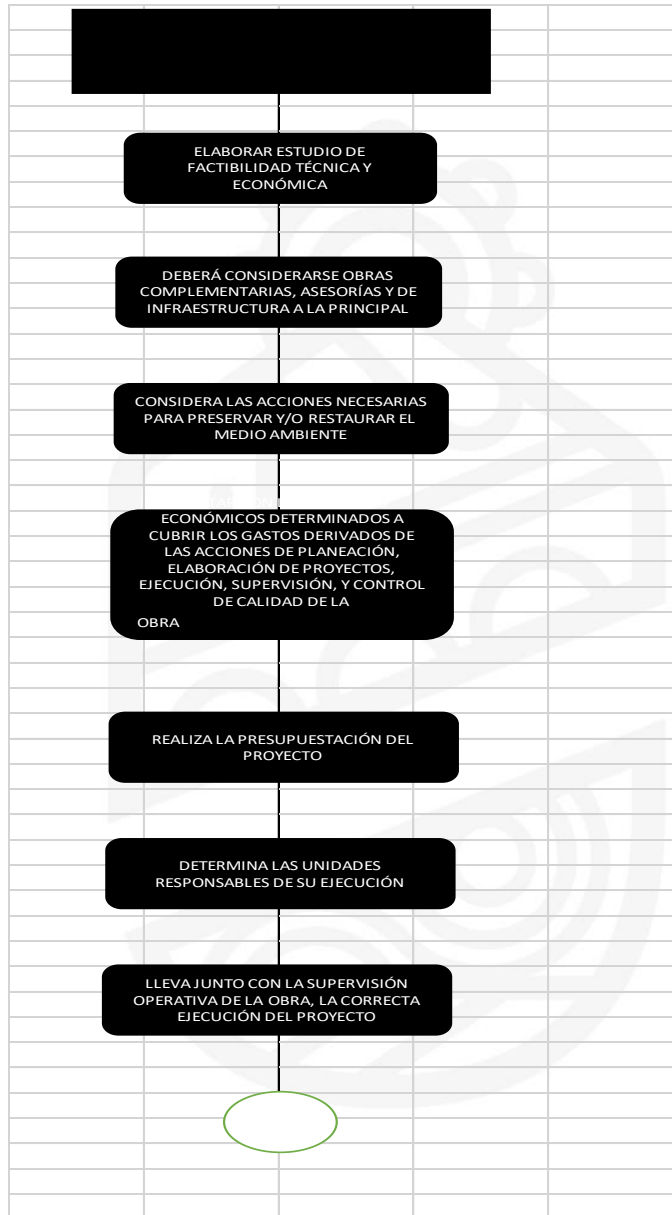 ELABORAR ESTUDIO DE
FACTIBILIDAD TÉCNICA Y
ECONÓMICA
DEBERÁ CONSIDERARSE OBRAS
COMPLEMENTARIAS, ASESORÍAS Y DE
INFRAESTRUCTURA A LA PRINCIPAL
CONSIDERA LAS ACCIONES NECESARIAS
PARA PRESERVAR Y/O RESTAURAR EL
MEDIO AMBIENTE
ECONÓMICOS DETERMINADOS A
CUBRIR LOS GASTOS DERIVADOS DE
LAS ACCIONES DE PLANEACIÓN,
ELABORACIÓN DE PROYECTOS,
EJECUCIÓN, SUPERVISIÓN, Y CONTROL
DE CALIDAD DE LA
OBRA
REALIZA LA PRESUPUESTACIÓN DEL
PROYECTO
DETERMINA LAS UNIDADES
RESPONSABLES DE SU EJECUCIÓN
LLEVA JUNTO CON LA SUPERVISIÓN
OPERATIVA DE LA OBRA, LA CORRECTA
EJECUCIÓN DEL PROYECTO